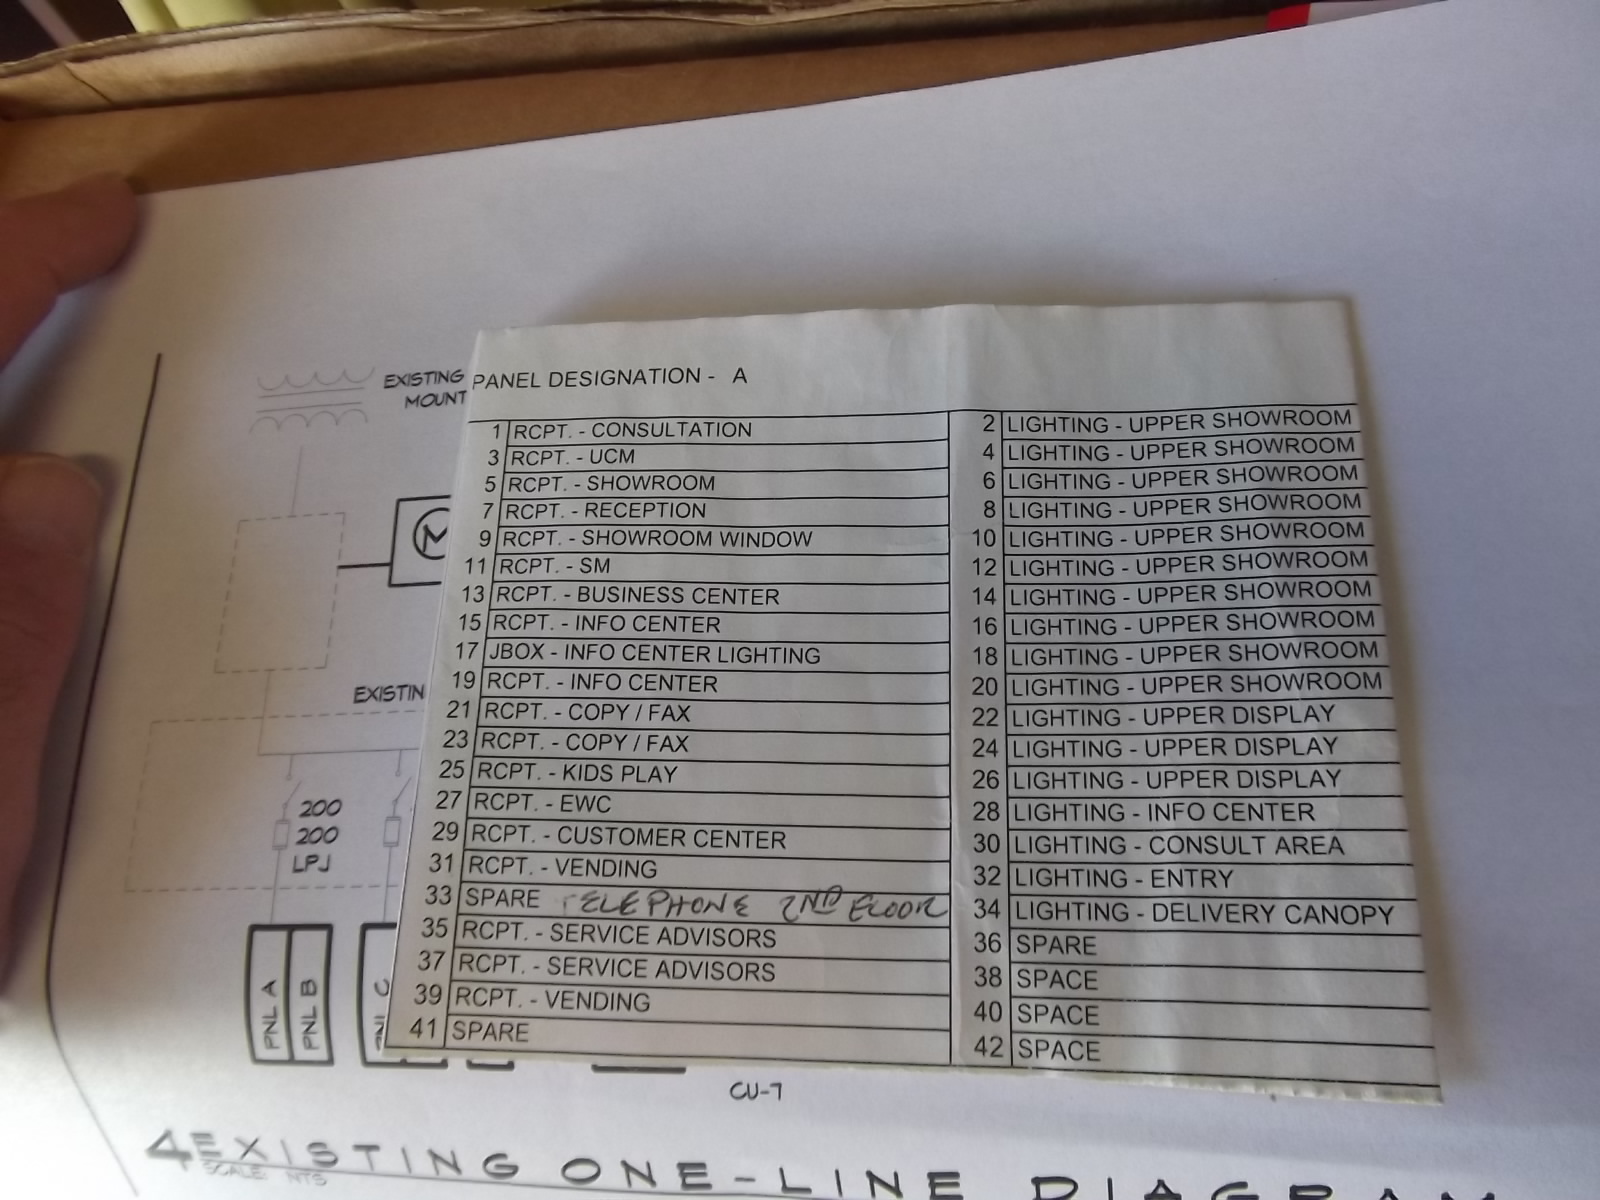 EXISTING
MOUNT
PANEL DESIGNATION - A
1 RCPT. - CONSULTATION
3 RCPT. - UCM
5 RCPT. - SHOWROOM
7 RCPT. - RECEPTION
9 RCPT. - SHOWROOM WINDOW
11 RCPT. - SM
13 RCPT. - BUSINESS CENTER
15 RCPT. - INFO CENTER
17 JBOX - INFO CENTER LIGHTING
19 RCPT. - INFO CENTER
21 RCPT. - COPY / FAX
23 RCPT. - COPY / FAX
25 RCPT. - KIDS PLAY
27 RCPT. - EWC
29 RCPT. - CUSTOMER CENTER
31 RCPT. - VENDING
33 SPARE TELEPHONE 2ND FLOOR
35 RCPT. - SERVICE ADVISORS
37 RCPT. - SERVICE ADVISORS
39 RCPT. - VENDING
41 SPARE
2 LIGHTING - UPPER SHOWROOM
4 LIGHTING - UPPER SHOWROOM
6 LIGHTING - UPPER SHOWROOM
8 LIGHTING - UPPER SHOWROOM
10 LIGHTING - UPPER SHOWROOM
12 LIGHTING - UPPER SHOWROOM
14 LIGHTING - UPPER SHOWROOM
16 LIGHTING - UPPER SHOWROOM
18 LIGHTING - UPPER SHOWROOM
20 LIGHTING - UPPER SHOWROOM
22 LIGHTING - UPPER DISPLAY
24 LIGHTING - UPPER DISPLAY
26 LIGHTING - UPPER DISPLAY
28 LIGHTING - INFO CENTER
30 LIGHTING - CONSULT AREA
32 LIGHTING - ENTRY
34 LIGHTING - DELIVERY CANOPY
36 SPARE
38 SPACE
40 SPACE
42 SPACE
M
EXISTIN
200
200
LPJ
PNL A
PNL B
C
CU-7
4 EXISTING ONE-LINE DIAGRAM
SCALE: NTS